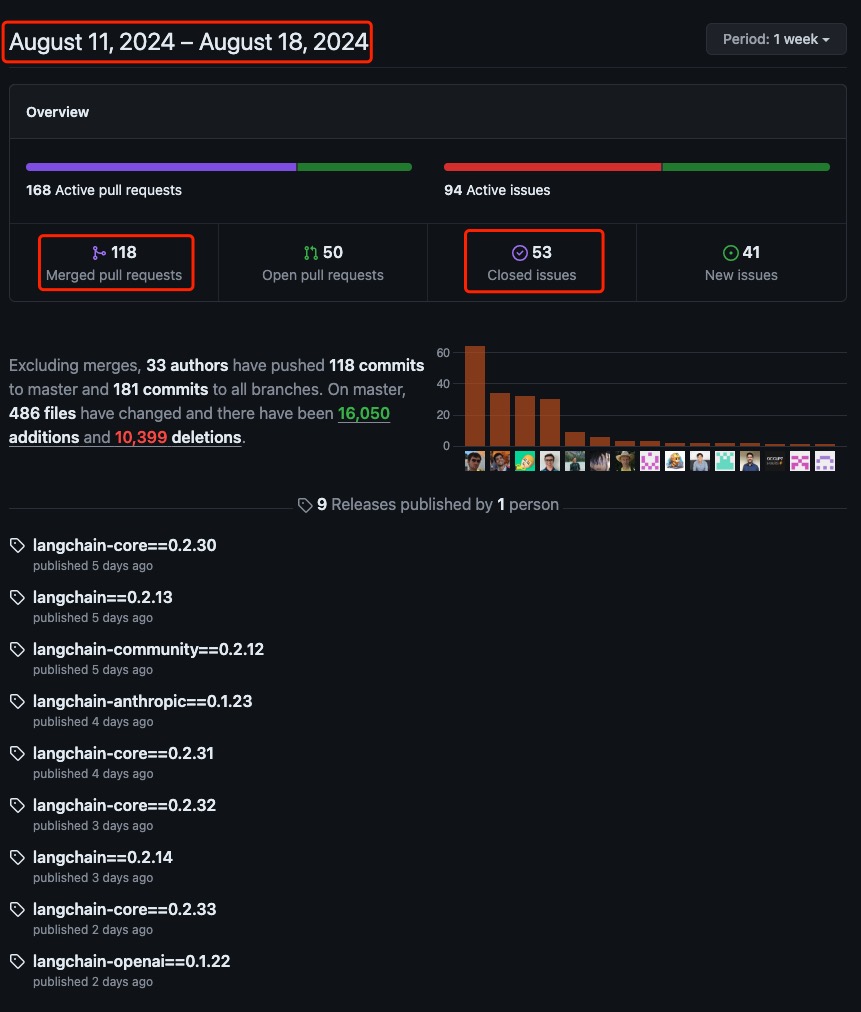 August 11, 2024 – August 18, 2024
Period: 1 week
Overview
168 Active pull requests
94 Active issues
118
Merged pull requests
50
Open pull requests
53
Closed issues
41
New issues
Excluding merges, 33 authors have pushed 118 commits
to master and 181 commits to all branches. On master,
486 files have changed and there have been 16,050
additions and 10,399 deletions.
60
40
20
0
9 Releases published by 1 person
langchain-core==0.2.30
published 5 days ago
langchain==0.2.13
published 5 days ago
langchain-community==0.2.12
published 5 days ago
langchain-anthropic==0.1.23
published 4 days ago
langchain-core==0.2.31
published 4 days ago
langchain-core==0.2.32
published 3 days ago
langchain==0.2.14
published 3 days ago
langchain-core==0.2.33
published 2 days ago
langchain-openai==0.1.22
published 2 days ago